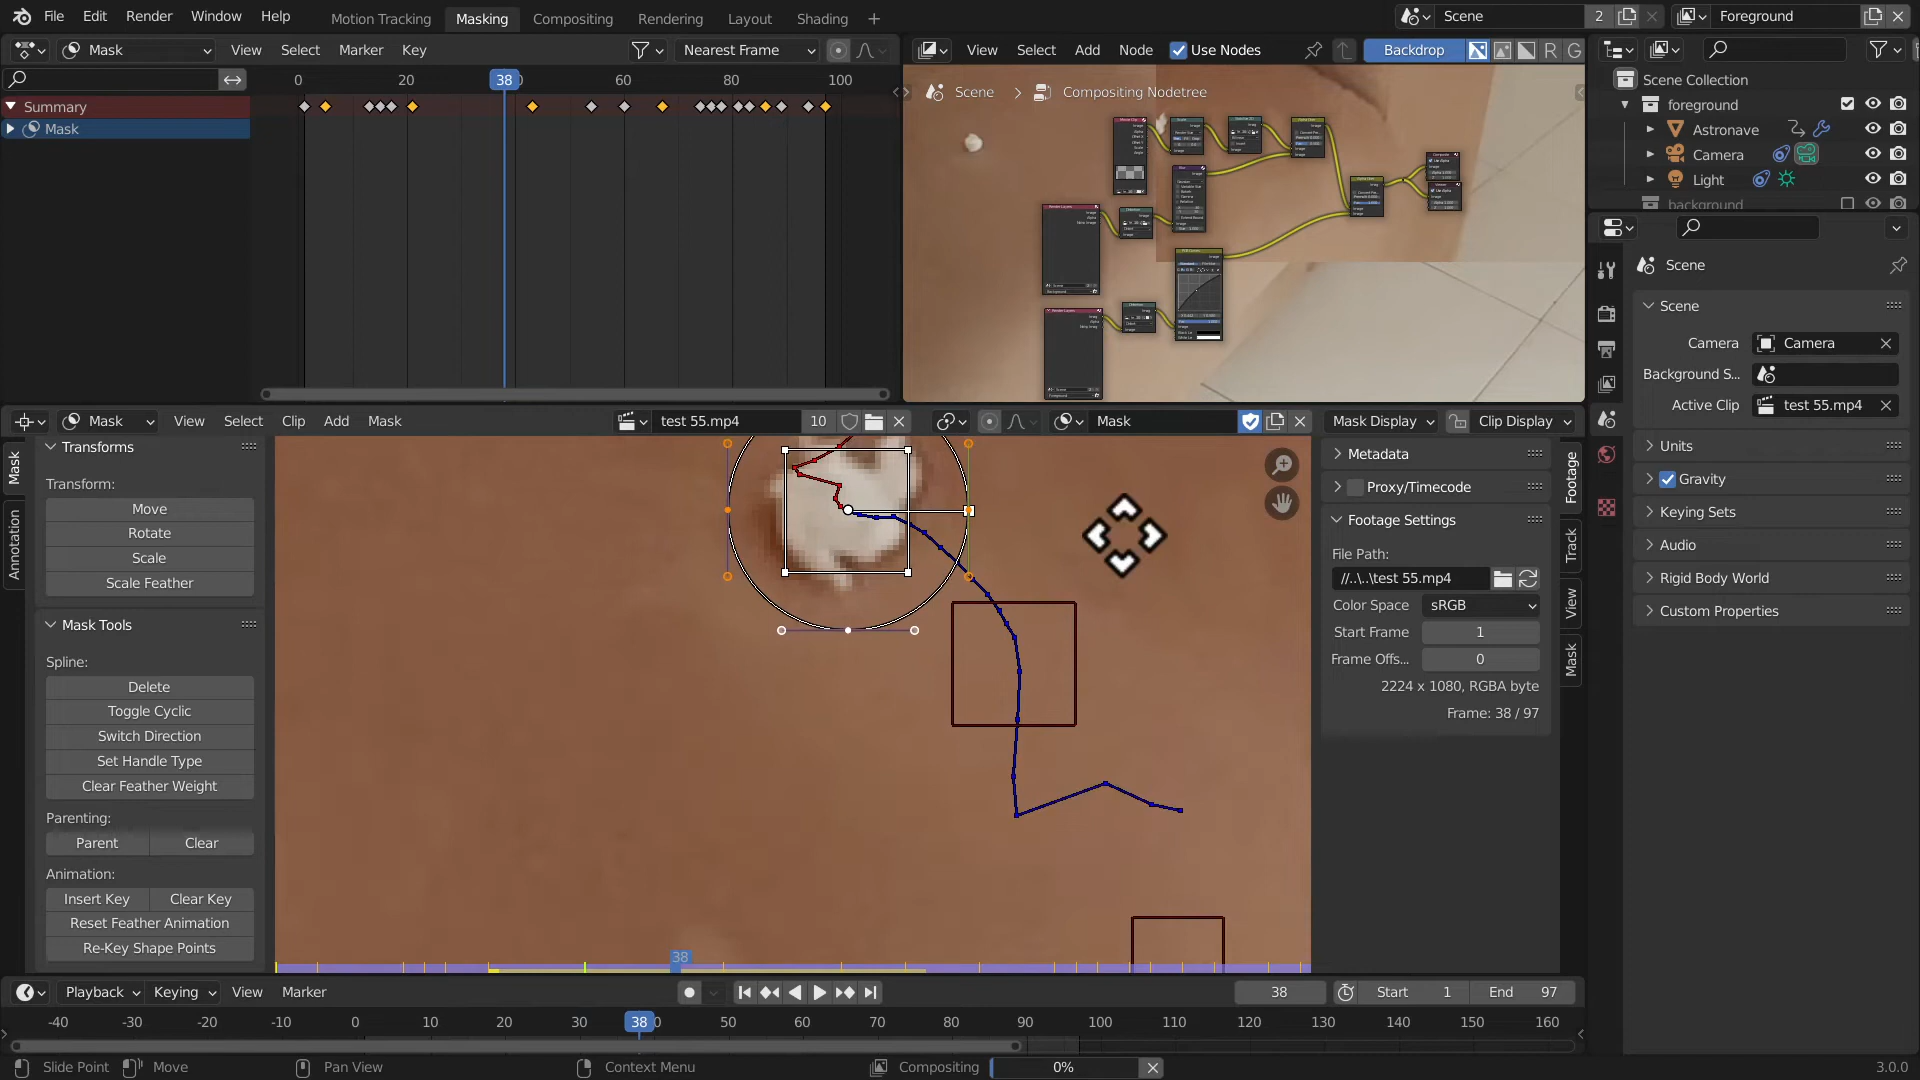 File Edit Render Window Help Motion Tracking Masking Compositing Rendering Layout Shading + Scene 2 Foreground
Mask View Select Marker Key Nearest Frame
View Select Add Node Use Nodes Backdrop R G
0 20 38 60 80 100
Summary
Mask
Scene > Compositing Nodetree
Scene Collection
foreground
Astronave
Camera
Light
background
Scene
Scene
Camera Camera
Background S...
Active Clip test 55.mp4
Units
Gravity
Keying Sets
Audio
Rigid Body World
Custom Properties
Mask View Select Clip Add Mask test 55.mp4 10 Mask Mask Display Clip Display
Mask
Annotation
Transforms
Transform:
Move
Rotate
Scale
Scale Feather
Mask Tools
Spline:
Delete
Toggle Cyclic
Switch Direction
Set Handle Type
Clear Feather Weight
Parenting:
Parent Clear
Animation:
Insert Key Clear Key
Reset Feather Animation
Re-Key Shape Points
38
Metadata
Proxy/Timecode
Footage Settings
File Path:
//..\..\test 55.mp4
Color Space sRGB
Start Frame 1
Frame Offs... 0
2224 x 1080, RGBA byte
Frame: 38 / 97
Footage
Track
View
Mask
Playback Keying View Marker 38 Start 1 End 97
-40 -30 -20 -10 0 10 20 30 38 50 60 70 80 90 100 110 120 130 140 150 160
Slide Point Move Pan View Context Menu Compositing 0% 3.0.0